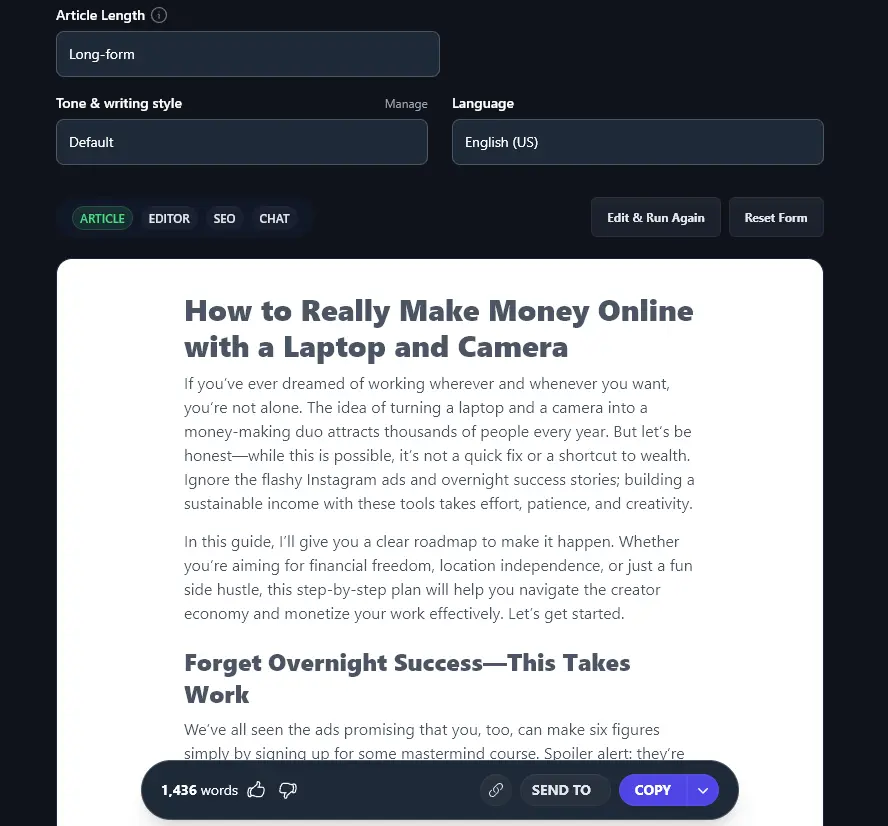 Article Length
Long-form
Tone & writing style
Manage
Language
Default
English (US)
ARTICLE
EDITOR
SEO
CHAT
Edit & Run Again
Reset Form
How to Really Make Money Online
with a Laptop and Camera
If you’ve ever dreamed of working wherever and whenever you want,
you’re not alone. The idea of turning a laptop and a camera into a
money-making duo attracts thousands of people every year. But let’s be
honest—while this is possible, it’s not a quick fix or a shortcut to wealth.
Ignore the flashy Instagram ads and overnight success stories; building a
sustainable income with these tools takes effort, patience, and creativity.
In this guide, I’ll give you a clear roadmap to make it happen. Whether
you’re aiming for financial freedom, location independence, or just a fun
side hustle, this step-by-step plan will help you navigate the creator
economy and monetize your work effectively. Let’s get started.
Forget Overnight Success—This Takes
Work
We’ve all seen the ads promising that you, too, can make six figures
simply by signing up for some mastermind course. Spoiler alert: they’re
1,436 words
SEND TO
COPY